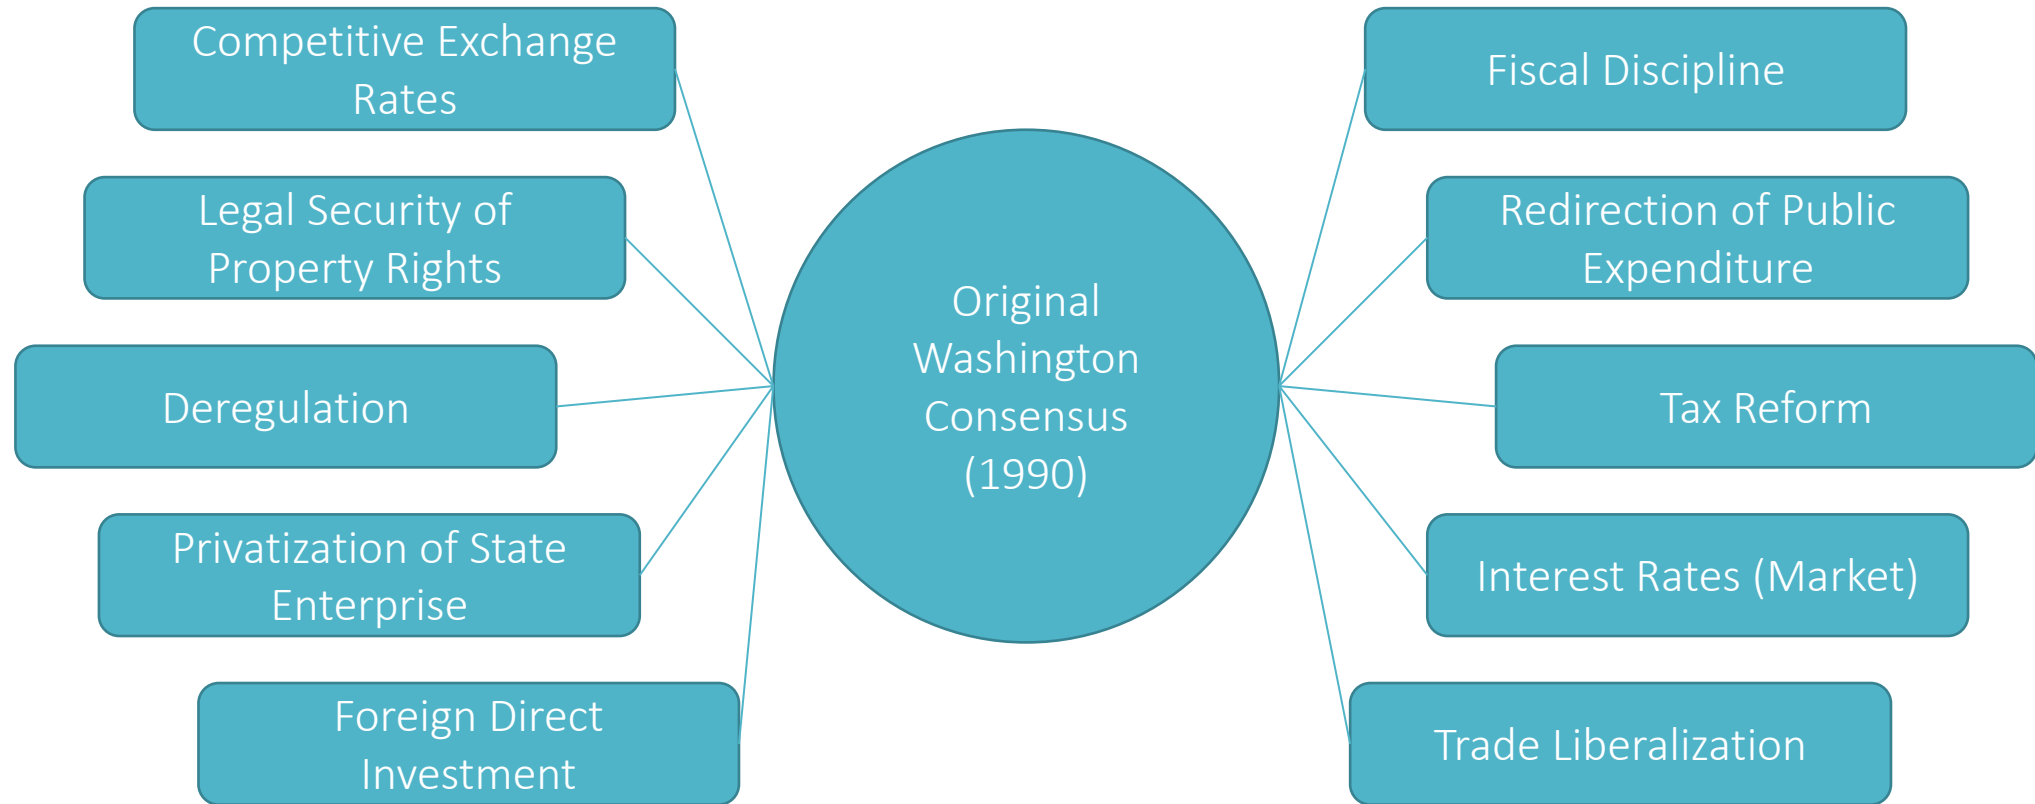 Competitive Exchange
Rates
Legal Security of
Property Rights
Deregulation
Privatization of State
Enterprise
Foreign Direct
Investment
Original
Washington
Consensus
(1990)
Fiscal Discipline
Redirection of Public
Expenditure
Tax Reform
Interest Rates (Market)
Trade Liberalization